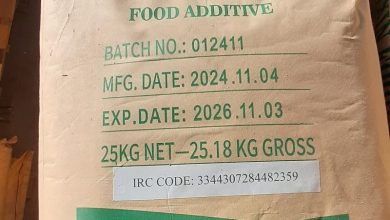 FOOD ADDITIVE
BATCH NO.: 012411
MFG. DATE: 2024.11.04
EXP.DATE: 2026.11.03
25KG NET—25.18 KG GROSS
IRC CODE: 3344307284482359